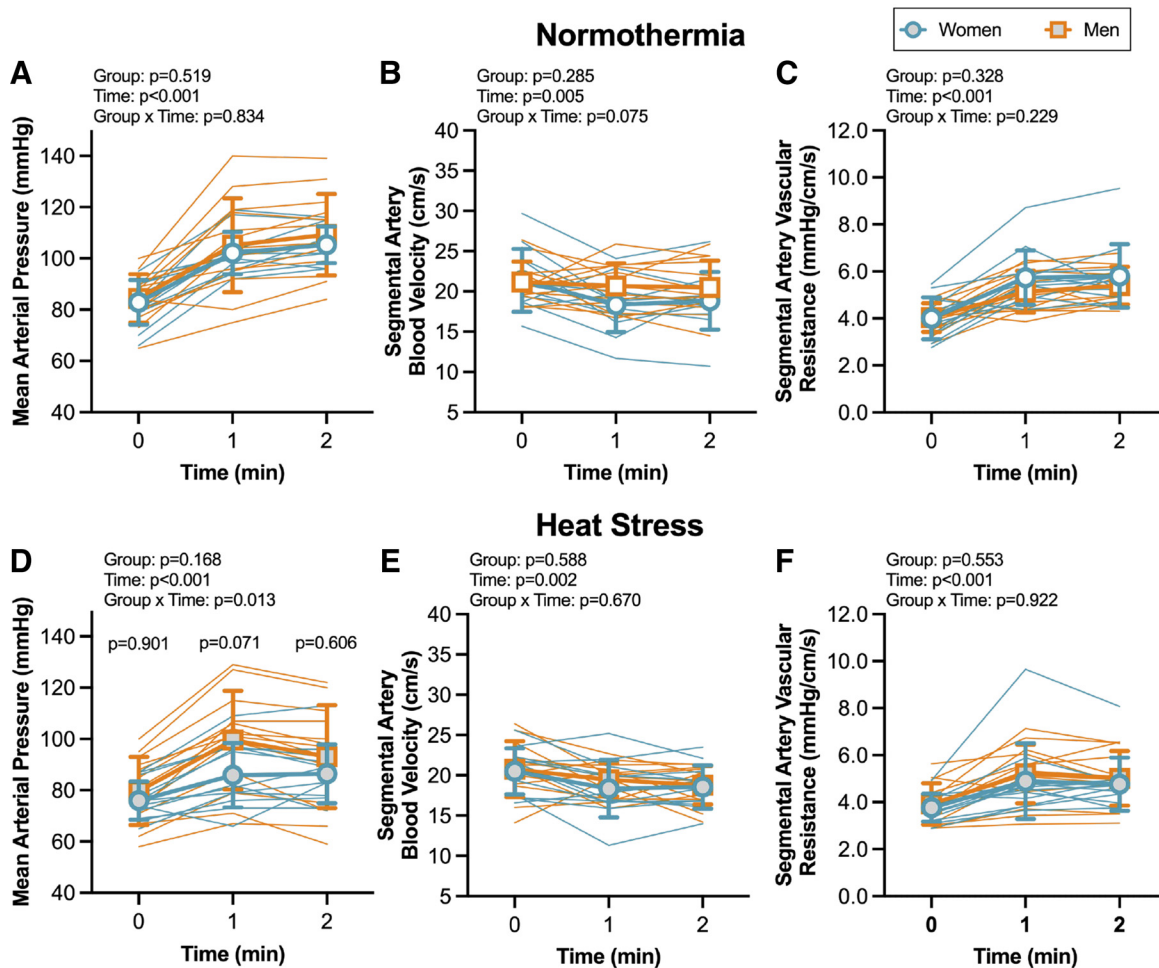 Normothermia
Women
Men
A
Group: p=0.519
Time: p<0.001
Group x Time: p=0.834
Mean Arterial Pressure (mmHg)
140
120
100
80
60
40
0
1
2
Time (min)
B
Group: p=0.285
Time: p=0.005
Group x Time: p=0.075
Segmental Artery
Blood Velocity (cm/s)
40
35
30
25
20
15
10
5
0
1
2
Time (min)
C
Group: p=0.328
Time: p<0.001
Group x Time: p=0.229
Segmental Artery Vascular
Resistance (mmHg/cm/s)
12.0
10.0
8.0
6.0
4.0
2.0
0.0
0
1
2
Time (min)
Heat Stress
D
Group: p=0.168
Time: p<0.001
Group x Time: p=0.013
p=0.901
p=0.071
p=0.606
Mean Arterial Pressure (mmHg)
140
120
100
80
60
40
0
1
2
Time (min)
E
Group: p=0.588
Time: p=0.002
Group x Time: p=0.670
Segmental Artery
Blood Velocity (cm/s)
40
35
30
25
20
15
10
5
0
1
2
Time (min)
F
Group: p=0.553
Time: p<0.001
Group x Time: p=0.922
Segmental Artery Vascular
Resistance (mmHg/cm/s)
12.0
10.0
8.0
6.0
4.0
2.0
0.0
0
1
2
Time (min)